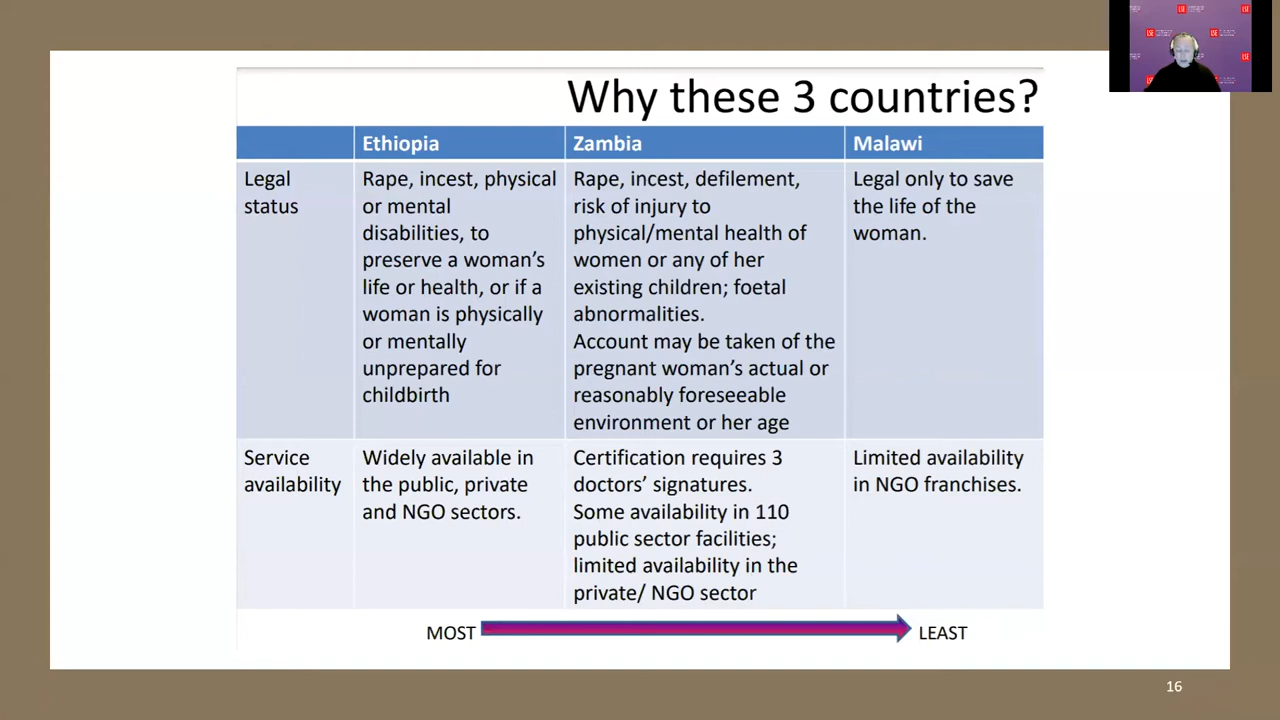 Why these 3 countries?
Ethiopia
Zambia
Malawi
Legal
status
Rape, incest, physical
or mental
disabilities, to
preserve a woman's
life or health, or if a
woman is physically
or mentally
unprepared for
childbirth
Rape, incest, defilement,
risk of injury to
physical/mental health of
women or any of her
existing children; foetal
abnormalities.
Account may be taken of the
pregnant woman's actual or
reasonably foreseeable
environment or her age
Legal only to save
the life of the
woman.
Service
availability
Widely available in
the public, private
and NGO sectors.
Certification requires 3
doctors' signatures.
Some availability in 110
public sector facilities;
limited availability in the
private/ NGO sector
Limited availability
in NGO franchises.
MOST
LEAST
16
LSE
LSE
LSE
LSE
LSE
LSE